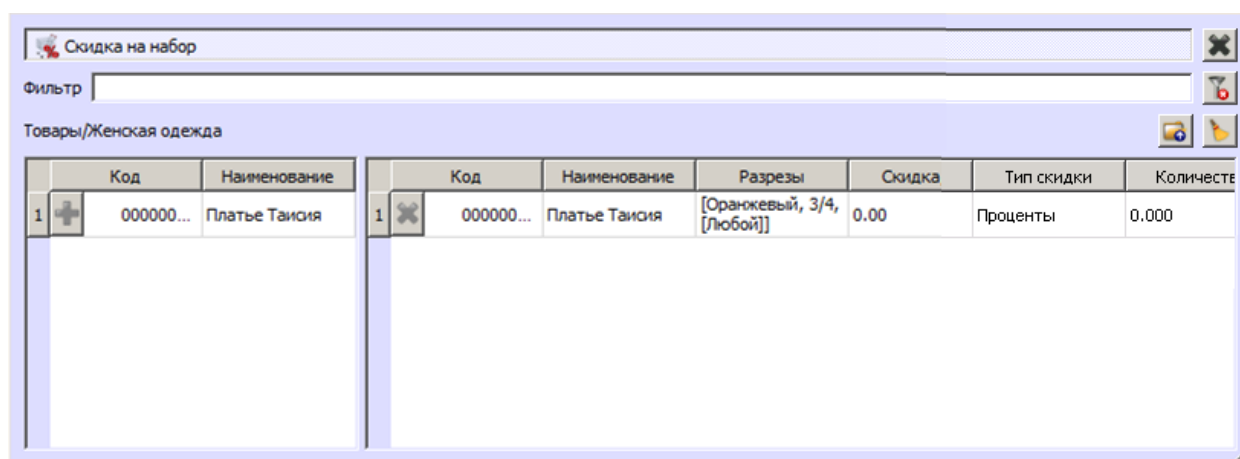 Скидка на набор
Фильтр
Товары/Женская одежда
Код Наименование Код Наименование Разрезы Скидка Тип скидки Количеств
1 000000... Платье Таисия 1 000000... Платье Таисия [Оранжевый, 3/4, 0.00 Проценты 0.000
[Любой]]